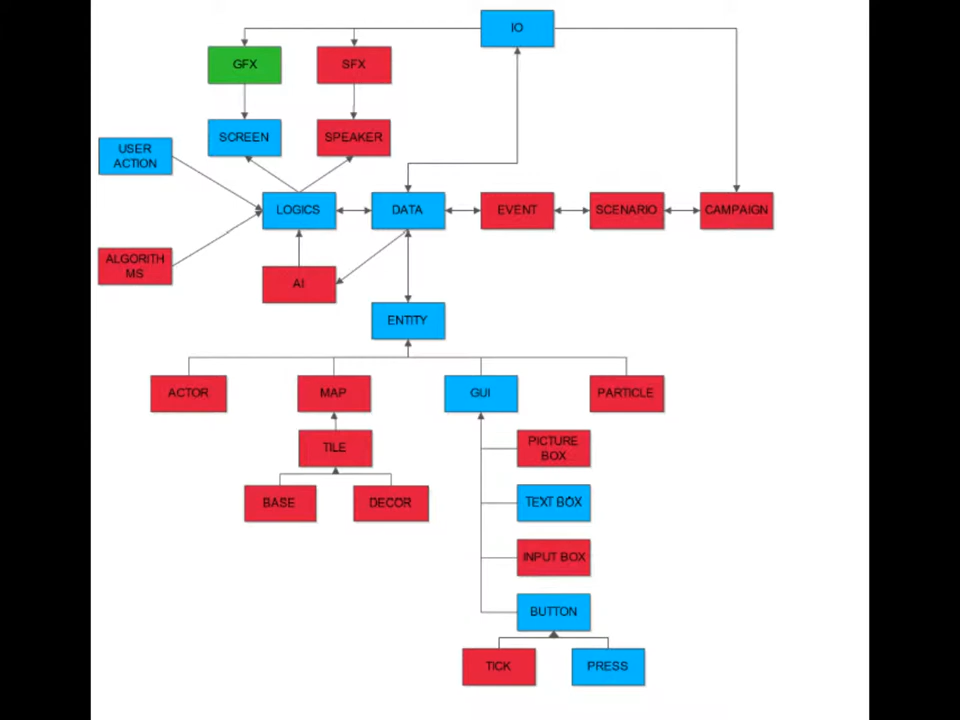 IO
GFX
SFX
SCREEN
SPEAKER
USER
ACTION
LOGICS
DATA
EVENT
SCENARIO
CAMPAIGN
ALGORITH
MS
AI
ENTITY
ACTOR
MAP
GUI
PARTICLE
TILE
PICTURE
BOX
BASE
DECOR
TEXT BOX
INPUT BOX
BUTTON
TICK
PRESS